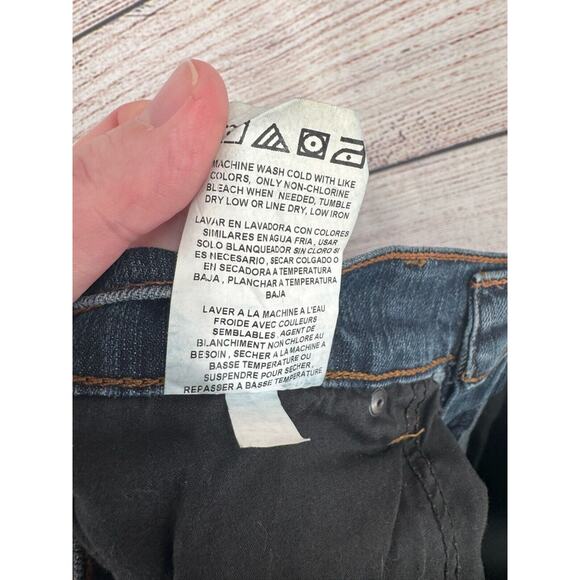 MACHINE WASH COLD WITH LIKE
COLORS, ONLY NON-CHLORINE
BLEACH WHEN NEEDED, TUMBLE
DRY LOW OR LINE DRY, LOW IRON
LAVAR EN LAVADORA CON COLORES
SIMILARES EN AGUA FRIA, USAR
SOLO BLANQUEADOR SIN CLORO SI
ES NECESARIO, SECAR COLGADO O
EN SECADORA A TEMPERATURA
BAJA, PLANCHAR A TEMPERATURA
BAJA
LAVER A LA MACHINE A L'EAU
FROIDE AVEC COULEURS
SEMBLABLES. AGENT DE
BLANCHIMENT NON CHLORE AU
BESOIN, SECHER A LA MACHINE A
BASSE TEMPERATURE OU
SUSPENDRE POUR SECHER,
REPASSER A BASSE TEMPERATURE,